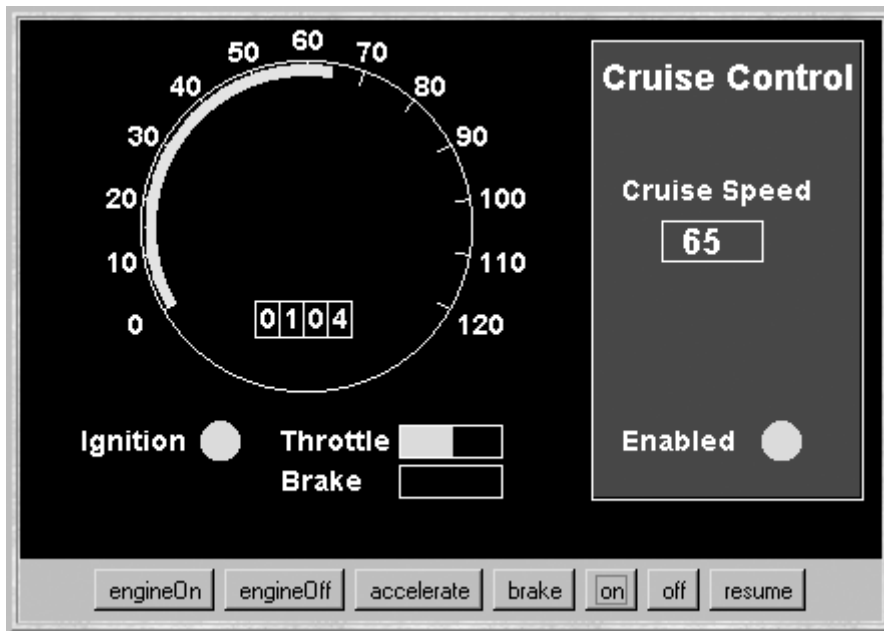 60
50 70
40 80
30 90
20 100
10 110
0 0104 120
Cruise Control
Cruise Speed
65
Ignition Throttle Enabled
Brake
engineOn engineOff accelerate brake on off resume